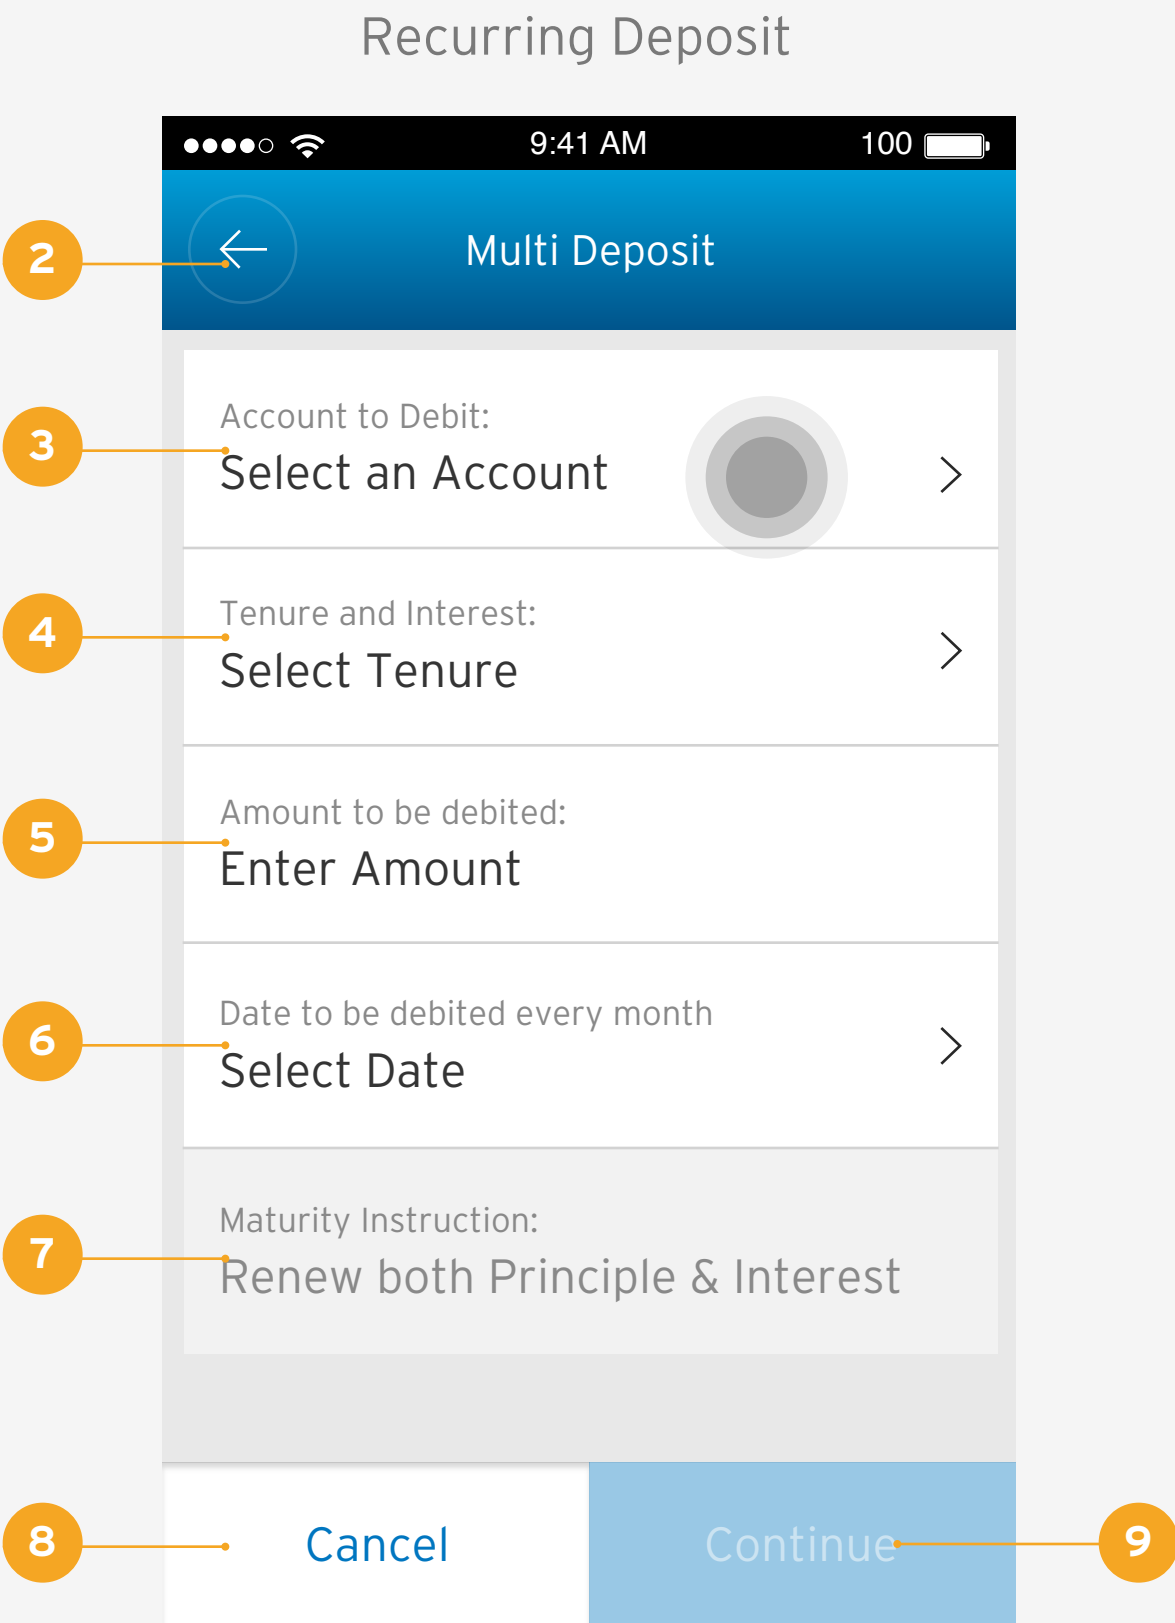 Recurring Deposit
9:41 AM 100
2 Multi Deposit
Account to Debit:
3 Select an Account
Tenure and Interest:
4 Select Tenure
Amount to be debited:
5 Enter Amount
Date to be debited every month
6 Select Date
Maturity Instruction:
7 Renew both Principle & Interest
8 Cancel Continue 9